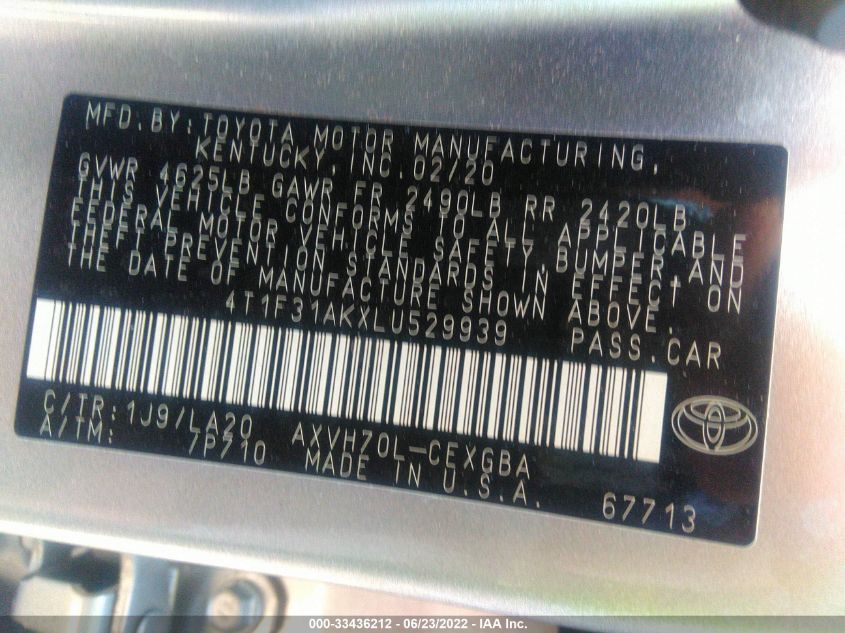 MFD. BY: TOYOTA MOTOR MANUFACTURING,
KENTUCKY, INC. 02/20
GVWR 4625LB GAWR FR 2490LB RR 2420LB
THIS VEHICLE CONFORMS TO ALL APPLICABLE
FEDERAL MOTOR VEHICLE SAFETY, BUMPER, AND
THEFT PREVENTION STANDARDS IN EFFECT ON
THE DATE OF MANUFACTURE SHOWN ABOVE.
4T1F31AKXLU529939 PASS. CAR
C/TR: 1J9/LA20 AXVH70L-CEXGBA
A/TM: 7P710 MADE IN U.S.A.
67713
000-33436212 - 06/23/2022 - IAA Inc.